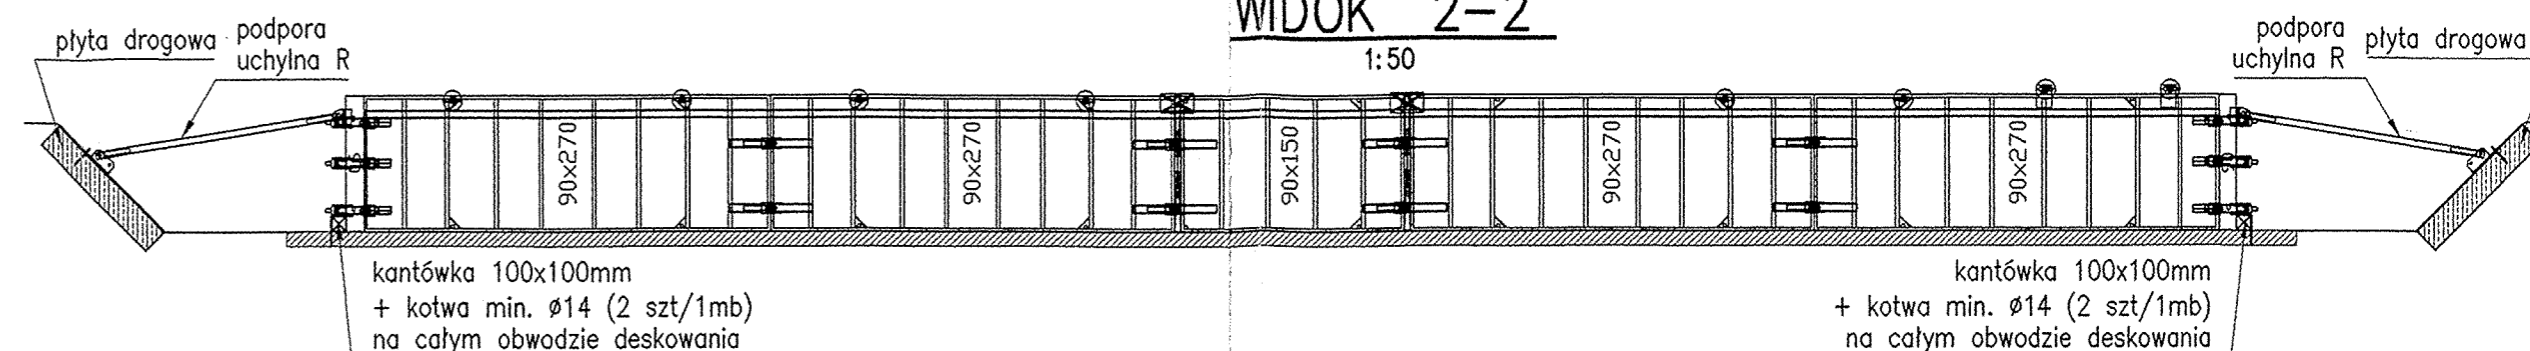 WIDOK 2-2
1:50
płyta drogowa
podpora
uchylna R
podpora
uchylna R
płyta drogowa
90x270
90x270
90x150
90x270
90x270
kantówka 100x100mm
+ kotwa min. ø14 (2 szt/1mb)
na całym obwodzie deskowania
kantówka 100x100mm
+ kotwa min. ø14 (2 szt/1mb)
na całym obwodzie deskowania